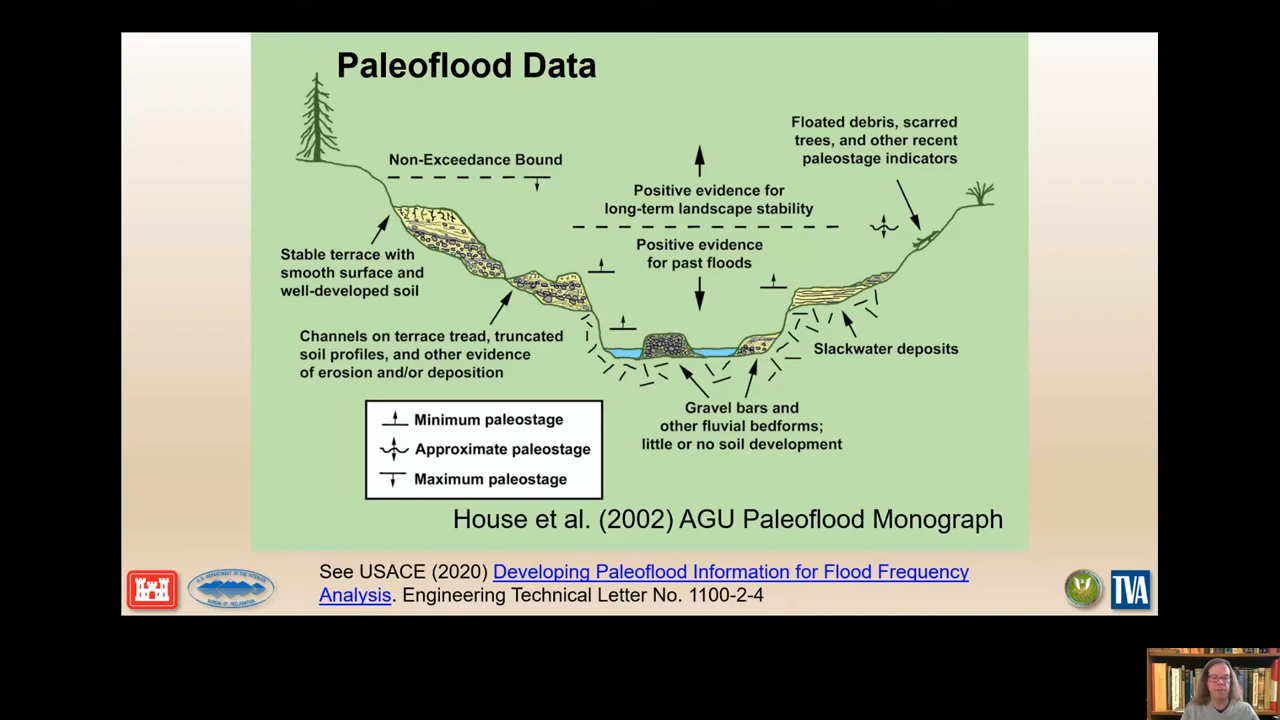 Paleoflood Data
Floated debris, scarred
trees, and other recent
paleostage indicators
Non-Exceedance Bound
Positive evidence for
long-term landscape stability
Positive evidence
for past floods
Stable terrace with
smooth surface and
well-developed soil
Channels on terrace tread, truncated
soil profiles, and other evidence
of erosion and/or deposition
Slackwater deposits
Gravel bars and
other fluvial bedforms;
little or no soil development
Minimum paleostage
Approximate paleostage
Maximum paleostage
House et al. (2002) AGU Paleoflood Monograph
See USACE (2020) Developing Paleoflood Information for Flood Frequency
Analysis. Engineering Technical Letter No. 1100-2-4
TVA